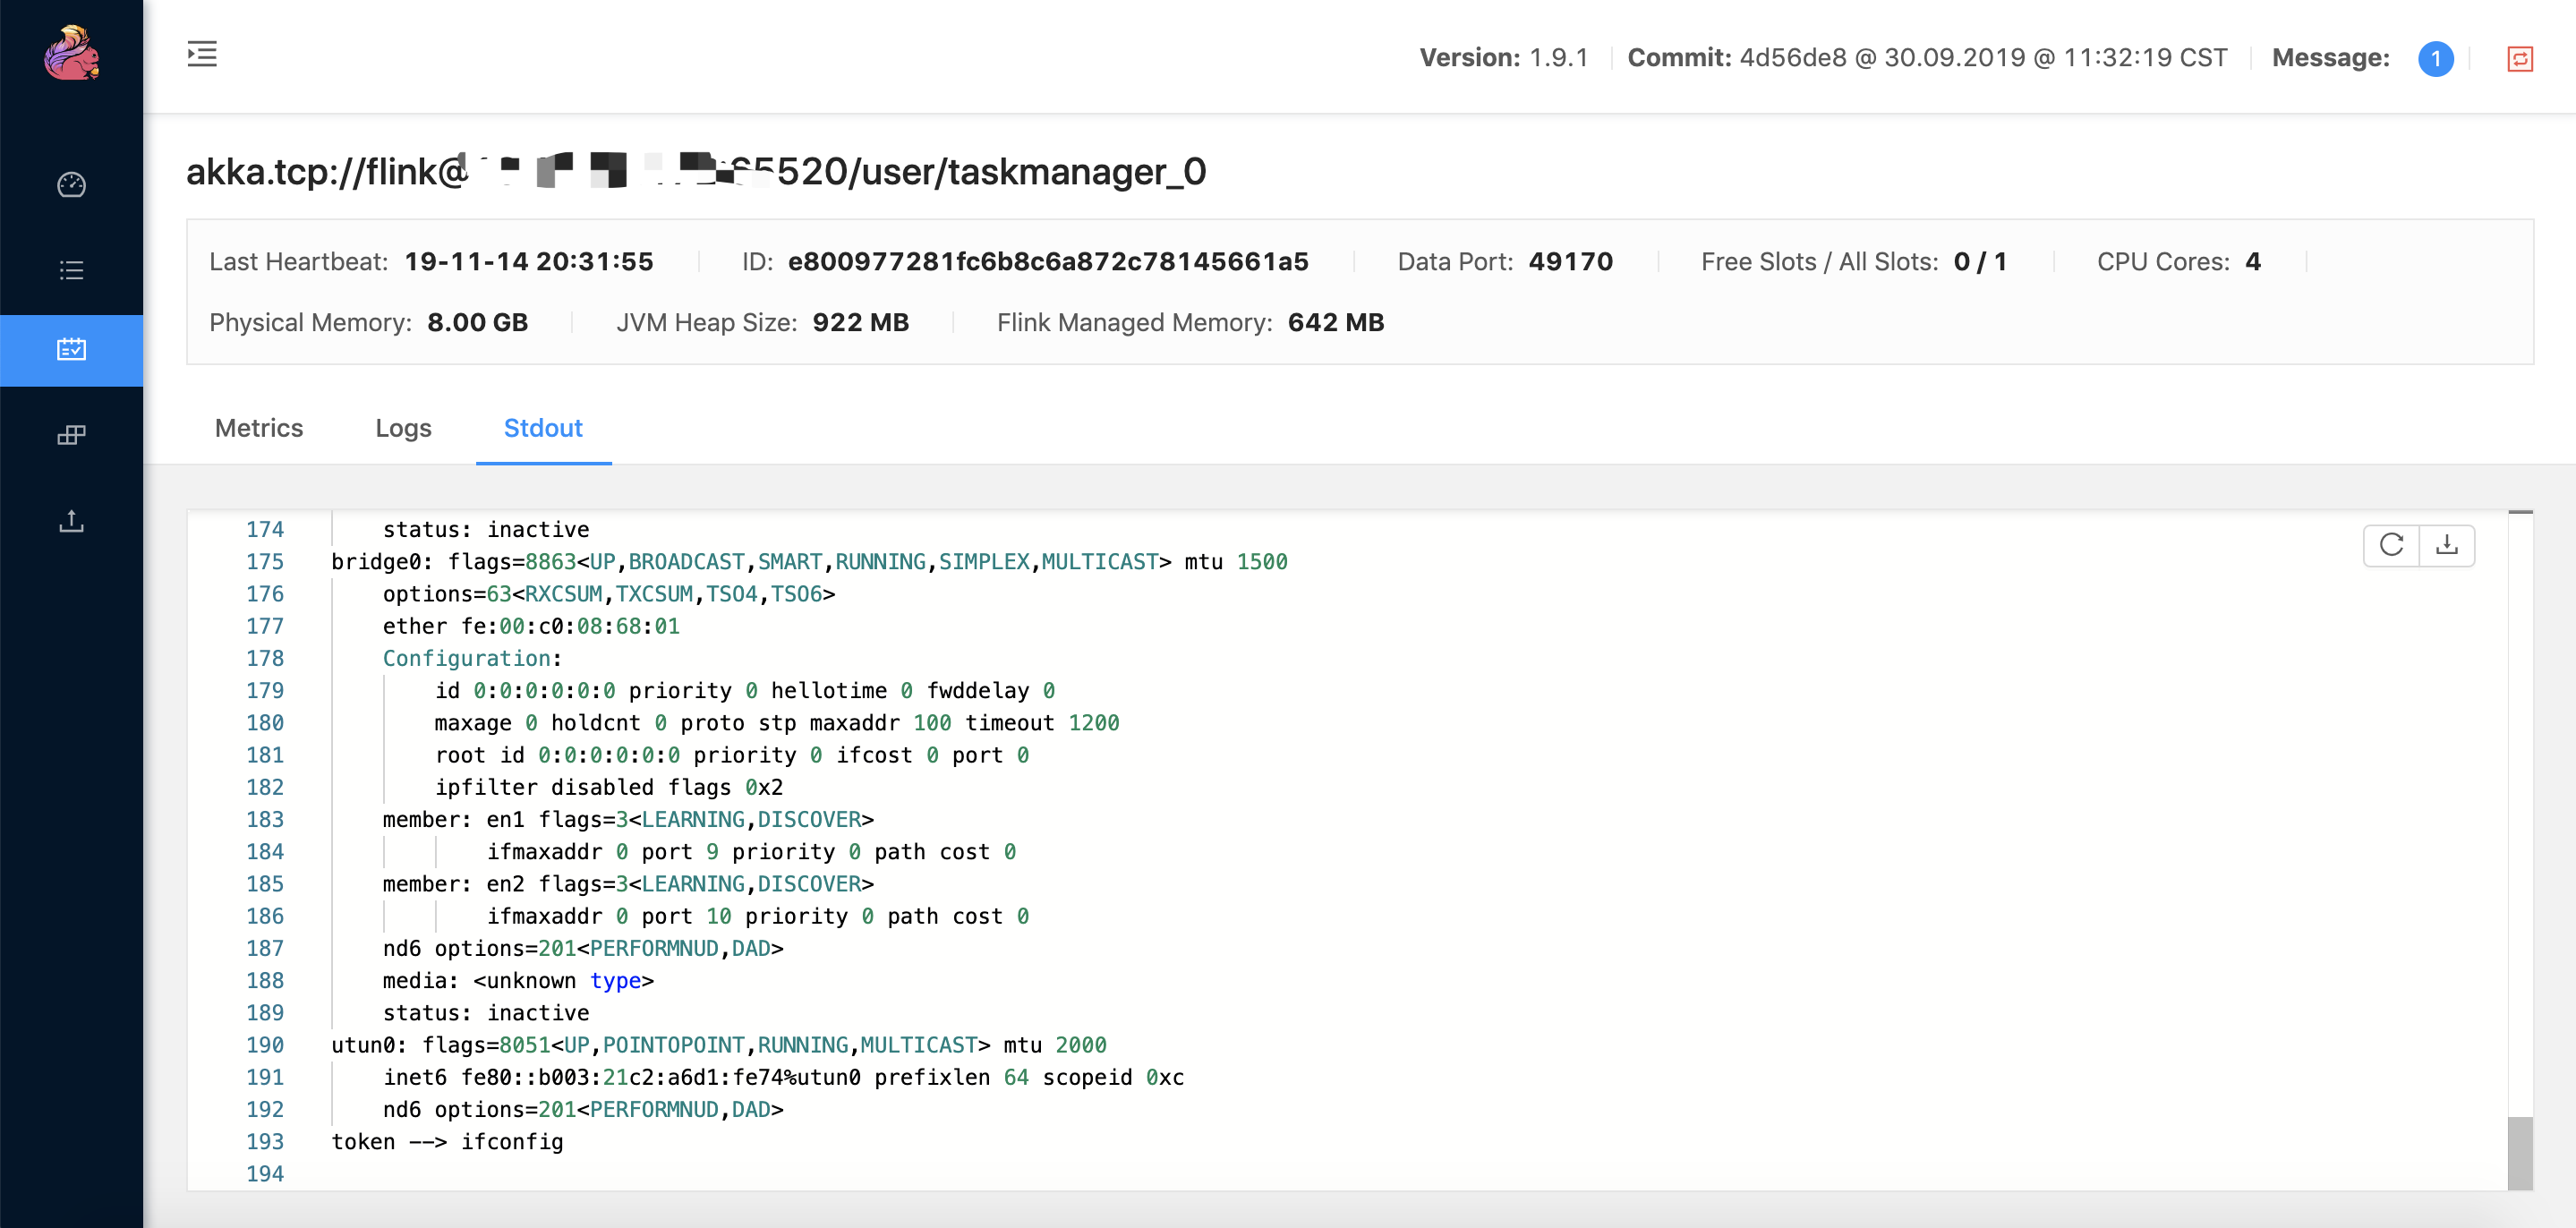 Version: 1.9.1 Commit: 4d56de8 @ 30.09.2019 @ 11:32:19 CST Message: 1
akka.tcp://flink@ 5520/user/taskmanager_0
Last Heartbeat: 19-11-14 20:31:55 ID: e800977281fc6b8c6a872c78145661a5 Data Port: 49170 Free Slots / All Slots: 0 / 1 CPU Cores: 4
Physical Memory: 8.00 GB JVM Heap Size: 922 MB Flink Managed Memory: 642 MB
Metrics Logs Stdout
174 status: inactive
175 bridge0: flags=8863<UP,BROADCAST,SMART,RUNNING,SIMPLEX,MULTICAST> mtu 1500
176 options=63<RXCSUM,TXCSUM,TSO4,TSO6>
177 ether fe:00:c0:08:68:01
178 Configuration:
179 id 0:0:0:0:0:0 priority 0 hellotime 0 fwddelay 0
180 maxage 0 holdcnt 0 proto stp maxaddr 100 timeout 1200
181 root id 0:0:0:0:0:0 priority 0 ifcost 0 port 0
182 ipfilter disabled flags 0x2
183 member: en1 flags=3<LEARNING,DISCOVER>
184 ifmaxaddr 0 port 9 priority 0 path cost 0
185 member: en2 flags=3<LEARNING,DISCOVER>
186 ifmaxaddr 0 port 10 priority 0 path cost 0
187 nd6 options=201<PERFORMNUD,DAD>
188 media: <unknown type>
189 status: inactive
190 utun0: flags=8051<UP,POINTOPOINT,RUNNING,MULTICAST> mtu 2000
191 inet6 fe80::b003:21c2:a6d1:fe74%utun0 prefixlen 64 scopeid 0xc
192 nd6 options=201<PERFORMNUD,DAD>
193 token --> ifconfig
194